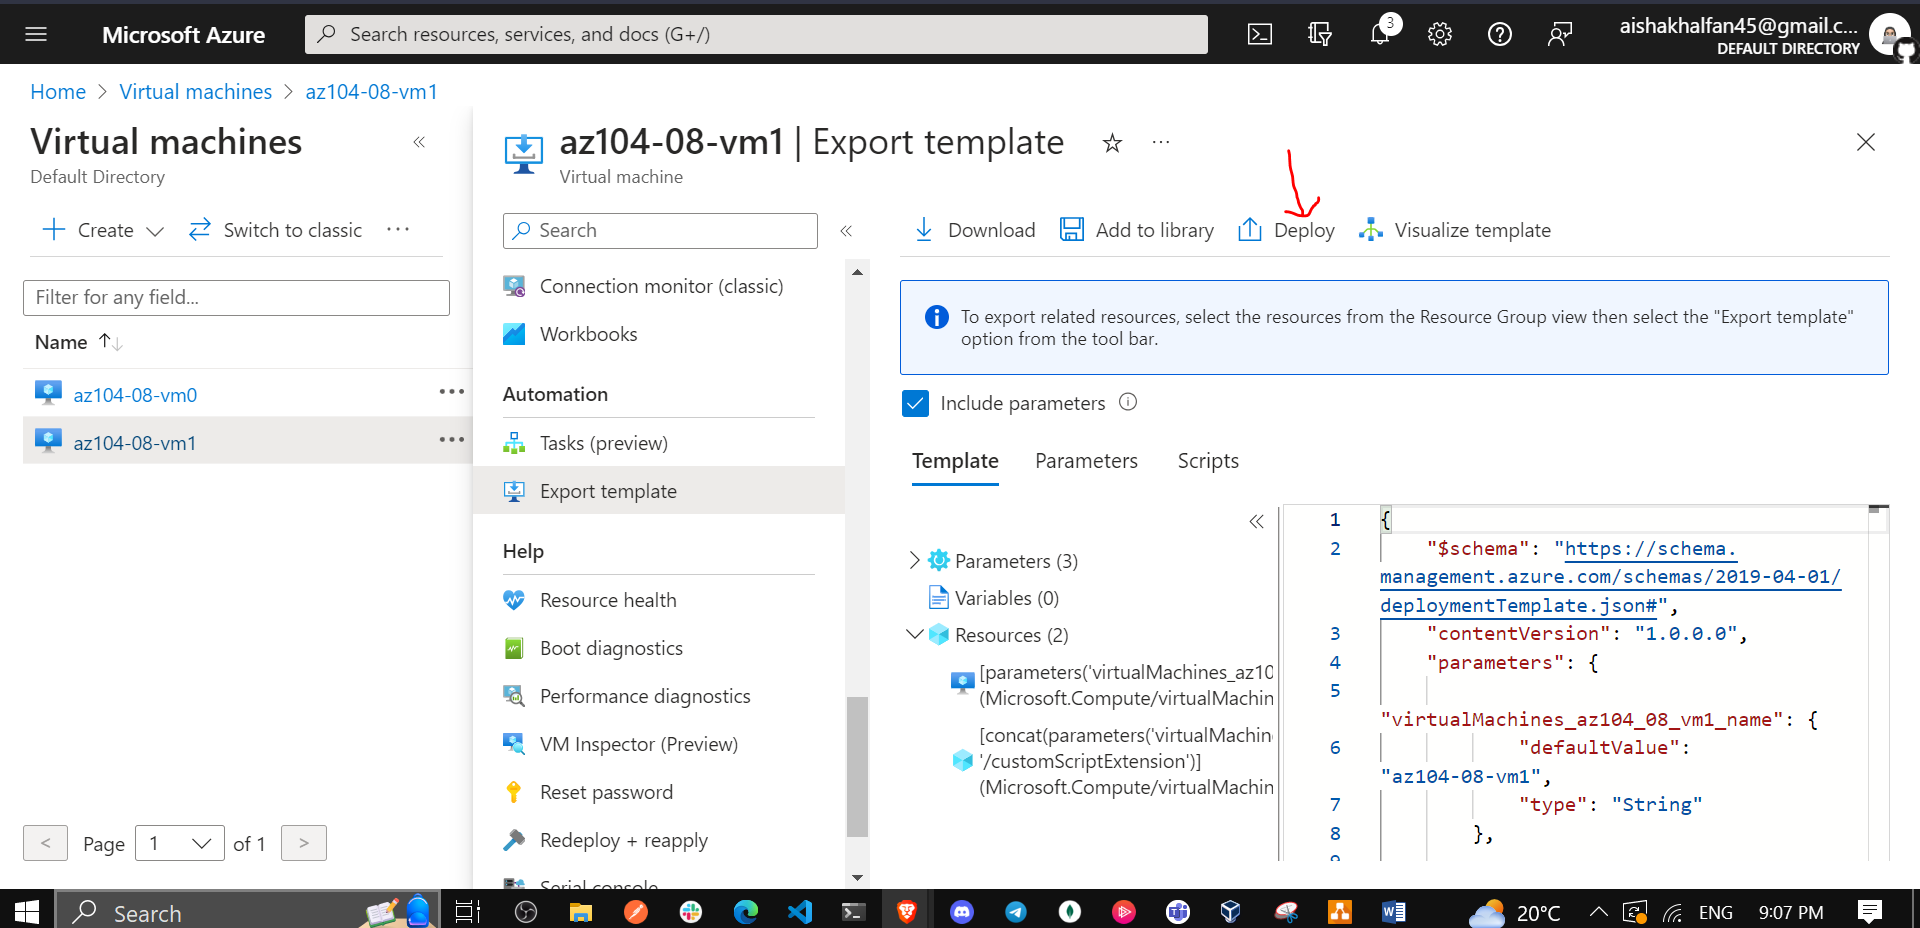 Microsoft Azure
Search resources, services, and docs (G+/)
3
aishakhalfan45@gmail.c...
DEFAULT DIRECTORY
Home > Virtual machines > az104-08-vm1
Virtual machines
Default Directory
Create
Switch to classic
Filter for any field...
Name
az104-08-vm0
az104-08-vm1
< Page 1 of 1 >
az104-08-vm1 | Export template
Virtual machine
Search
Connection monitor (classic)
Workbooks
Automation
Tasks (preview)
Export template
Help
Resource health
Boot diagnostics
Performance diagnostics
VM Inspector (Preview)
Reset password
Redeploy + reapply
Serial console
Download
Add to library
Deploy
Visualize template
To export related resources, select the resources from the Resource Group view then select the "Export template"
option from the tool bar.
Include parameters
Template
Parameters
Scripts
Parameters (3)
Variables (0)
Resources (2)
[parameters('virtualMachines_az10
(Microsoft.Compute/virtualMachin
[concat(parameters('virtualMachin
'/customScriptExtension')]
(Microsoft.Compute/virtualMachin
1 {
2 "$schema": "https://schema.
management.azure.com/schemas/2019-04-01/
deploymentTemplate.json#",
3 "contentVersion": "1.0.0.0",
4 "parameters": {
5
"virtualMachines_az104_08_vm1_name": {
6 "defaultValue":
"az104-08-vm1",
7 "type": "String"
8 },
9
Search
20°C
ENG
9:07 PM